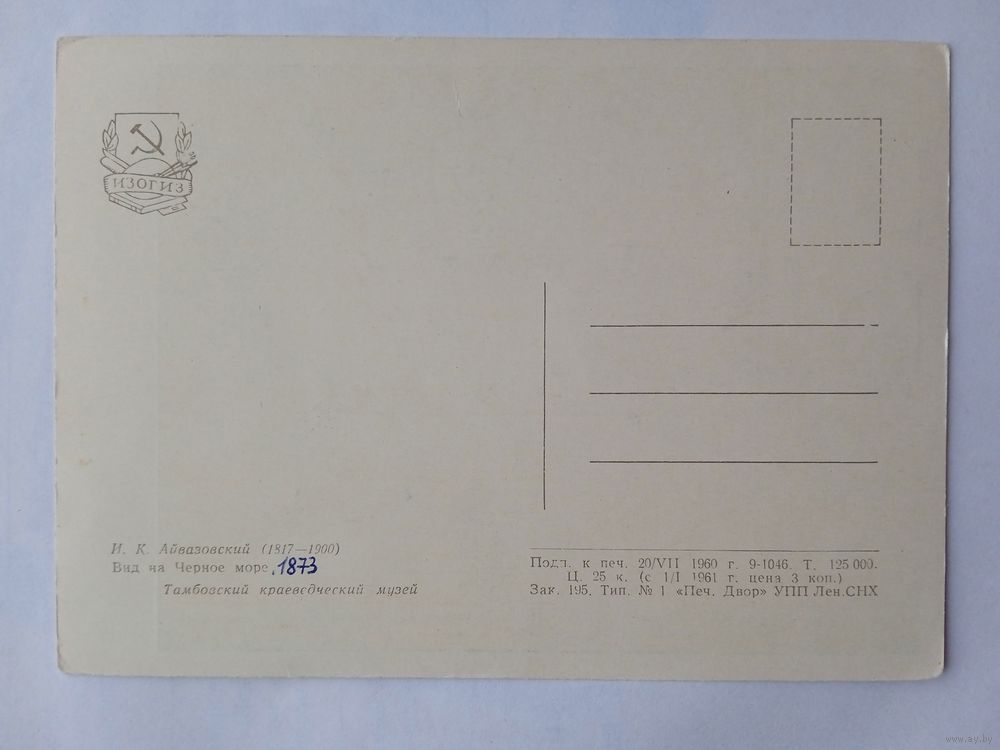 ИЗОГИЗ
И. К. Айвазовский (1817—1900)
Вид на Черное море, 1873
Тамбовский краеведческий музей
Подп. к печ. 20/VII 1960 г. 9-1046. Т. 125 000.
Ц. 25 к. (с 1/I 1961 г. цена 3 коп.)
Зак. 195. Тип. № 1 «Печ. Двор» УПП Лен.СНХ
www.ay.by